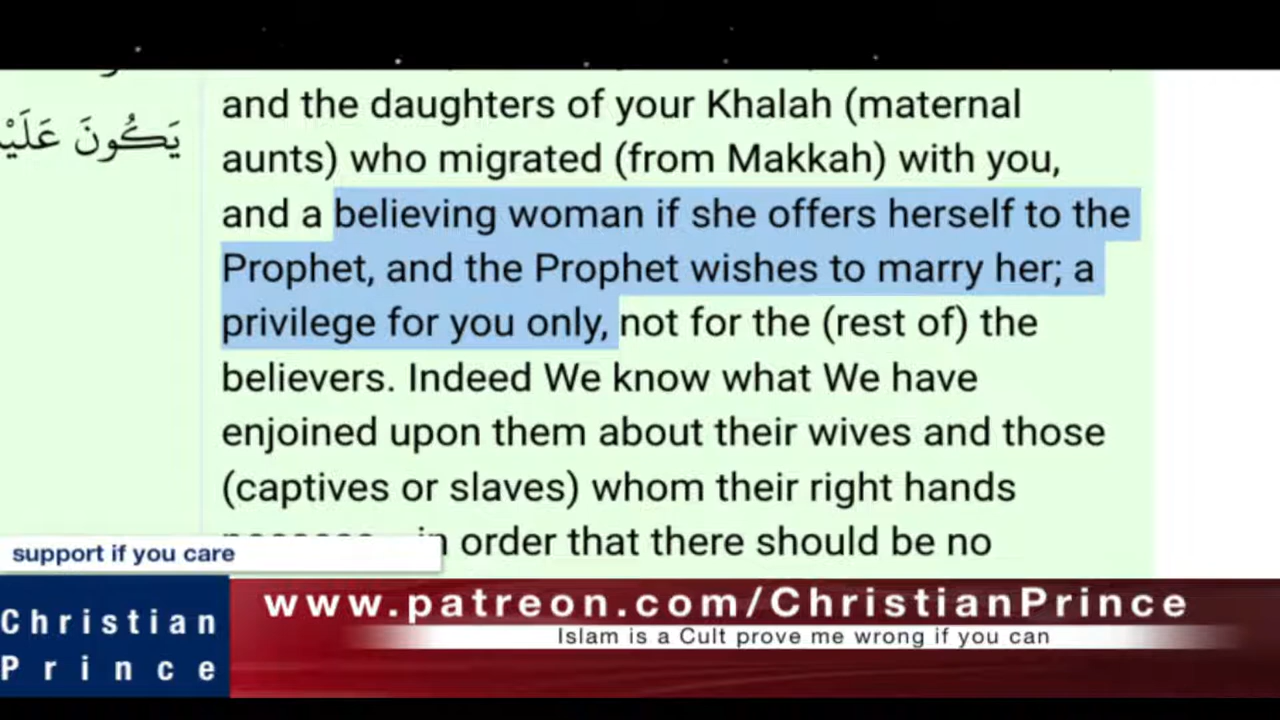 and the daughters of your Khalah (maternal
يَكُونَ
aunts) who migrated (from Makkah) with you,
and a believing woman if she offers herself to the
Prophet, and the Prophet wishes to marry her; a
privilege for you only, not for the (rest of) the
believers. Indeed We know what We have
enjoined upon them about their wives and those
(captives or slaves) whom their right hands
in order that there should be no
support if you care
Christian
Prince
www.patreon.com/ChristianPrince
Islam is a Cult prove me wrong if you can